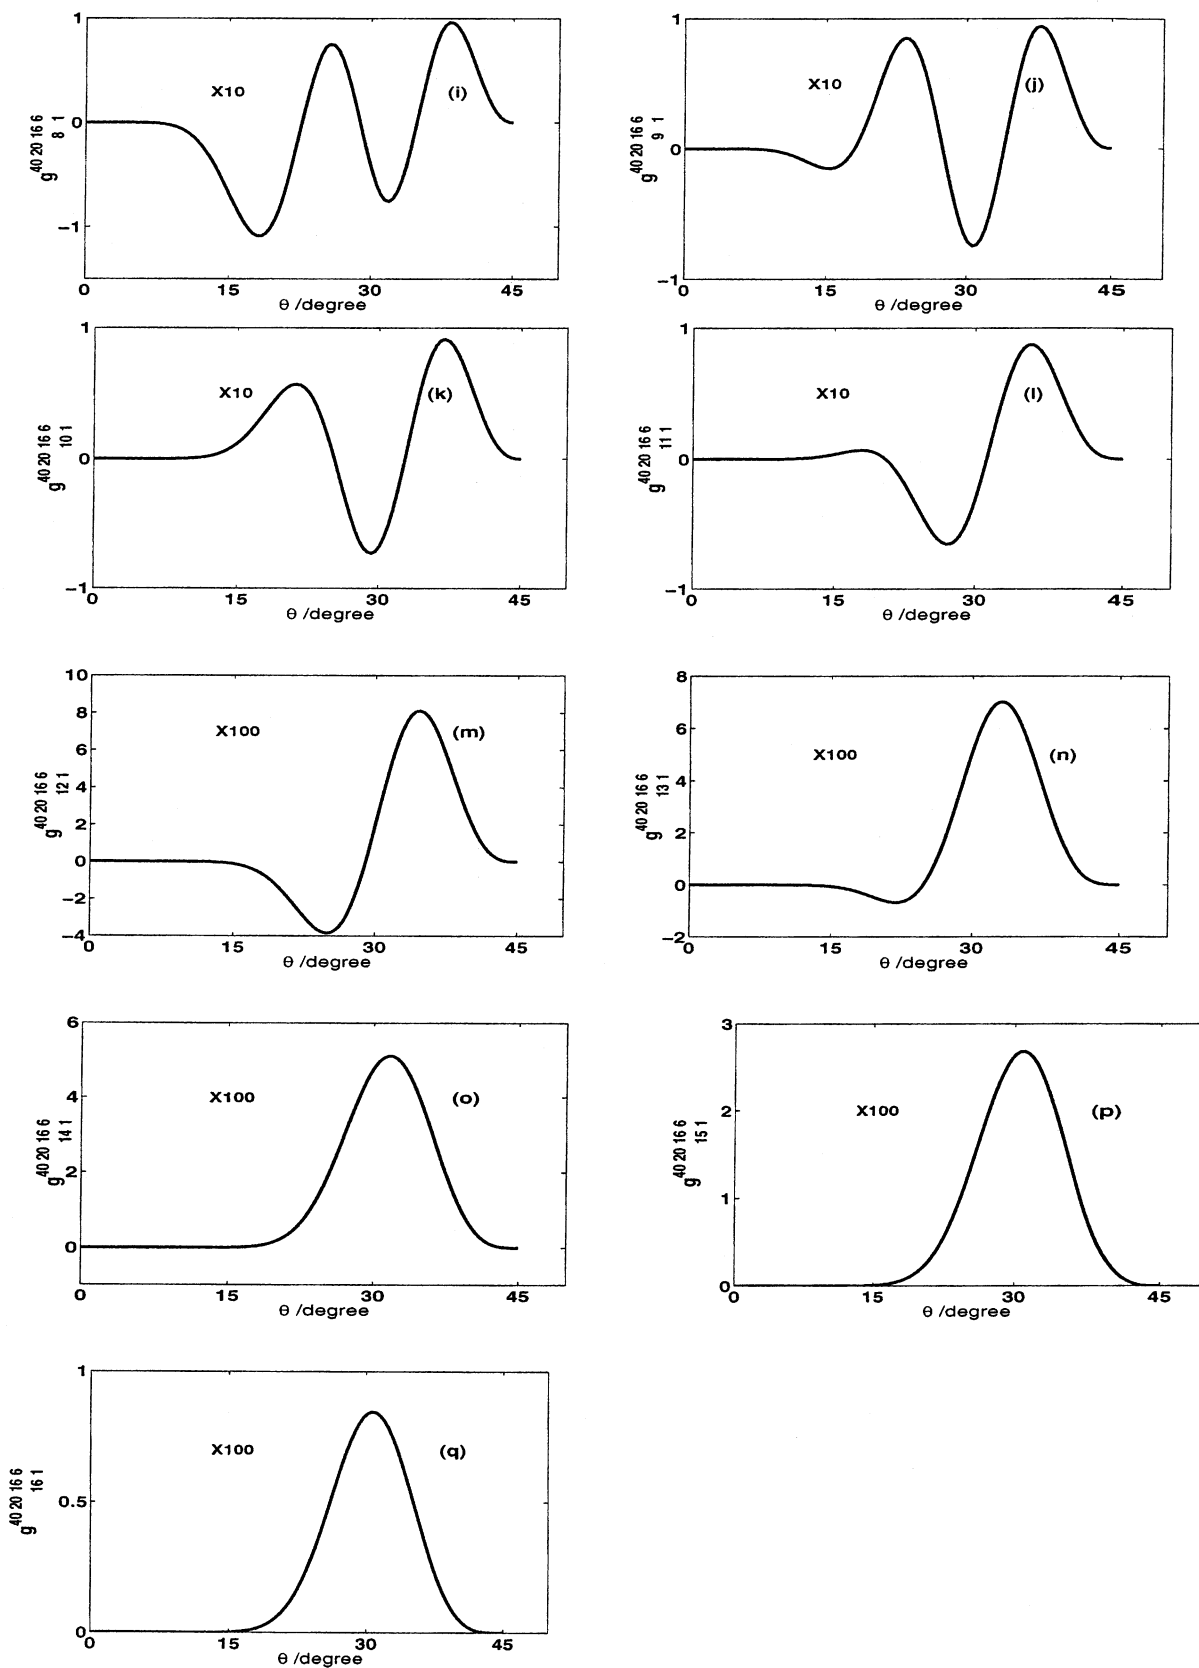 1
0
−1
X10
(i)
g 40 20 16 6
8 1
0 15 30 45
θ /degree
1
0
−1
X10
(j)
g 40 20 16 6
9 1
0 15 30 45
θ /degree
1
0
−1
X10
(k)
g 40 20 16 6
10 1
0 15 30 45
θ /degree
1
0
−1
X10
(l)
g 40 20 16 6
11 1
0 15 30 45
θ /degree
10
8
6
4
2
0
−2
−4
X100
(m)
g 40 20 16 6
12 1
0 15 30 45
θ /degree
8
6
4
2
0
−2
X100
(n)
g 40 20 16 6
13 1
0 15 30 45
θ /degree
6
4
2
0
X100
(o)
g 40 20 16 6
14 1
0 15 30 45
θ /degree
3
2
1
0
X100
(p)
g 40 20 16 6
15 1
0 15 30 45
θ /degree
1
0.5
0
X100
(q)
g 40 20 16 6
16 1
0 15 30 45
θ /degree